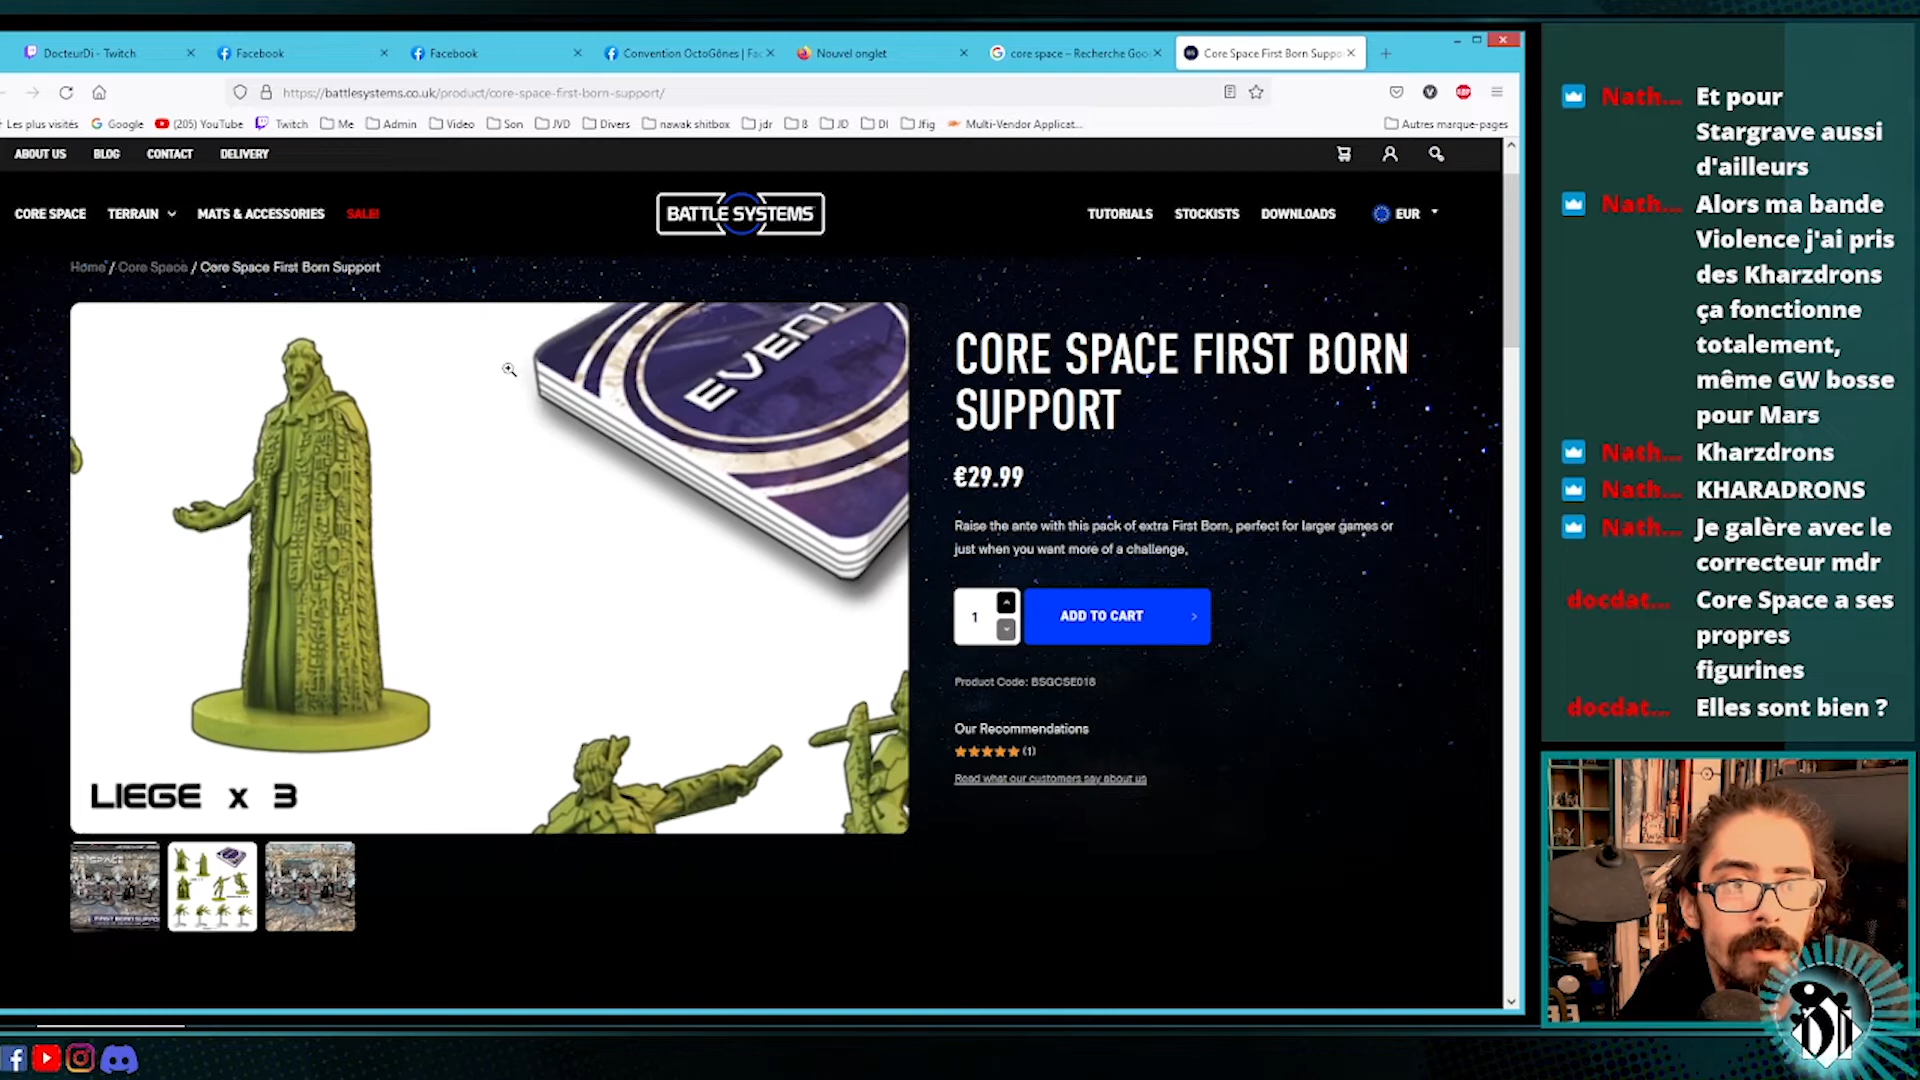 DocteurDi - Twitch
Facebook
Facebook
Convention OctoGônes | Fac
Nouvel onglet
core space – Recherche Goo
Core Space First Born Suppo
https://battlesystems.co.uk/product/core-space-first-born-support/
Les plus visités
Google
(205) YouTube
Twitch
Me
Admin
Video
Son
JVD
Divers
nawak shitbox
jdr
8
JD
DI
Jfig
Multi-Vendor Applicat...
Autres marque-pages
ABOUT US
BLOG
CONTACT
DELIVERY
CORE SPACE
TERRAIN
MATS & ACCESSORIES
SALE!
BATTLE SYSTEMS
TUTORIALS
STOCKISTS
DOWNLOADS
EUR
Home / Core Space / Core Space First Born Support
EVENT
LIEGE x 3
CORE SPACE FIRST BORN
SUPPORT
€29.99
Raise the ante with this pack of extra First Born, perfect for larger games or
just when you want more of a challenge.
1
ADD TO CART
Product Code: BSGCSE016
Our Recommendations
(1)
Read what our customers say about us
Nath... Et pour
Stargrave aussi
d'ailleurs
Nath... Alors ma bande
Violence j'ai pris
des Kharzdrons
ça fonctionne
totalement,
même GW bosse
pour Mars
Nath... Kharzdrons
Nath... KHARADRONS
Nath... Je galère avec le
correcteur mdr
docdat... Core Space a ses
propres
figurines
docdat... Elles sont bien ?